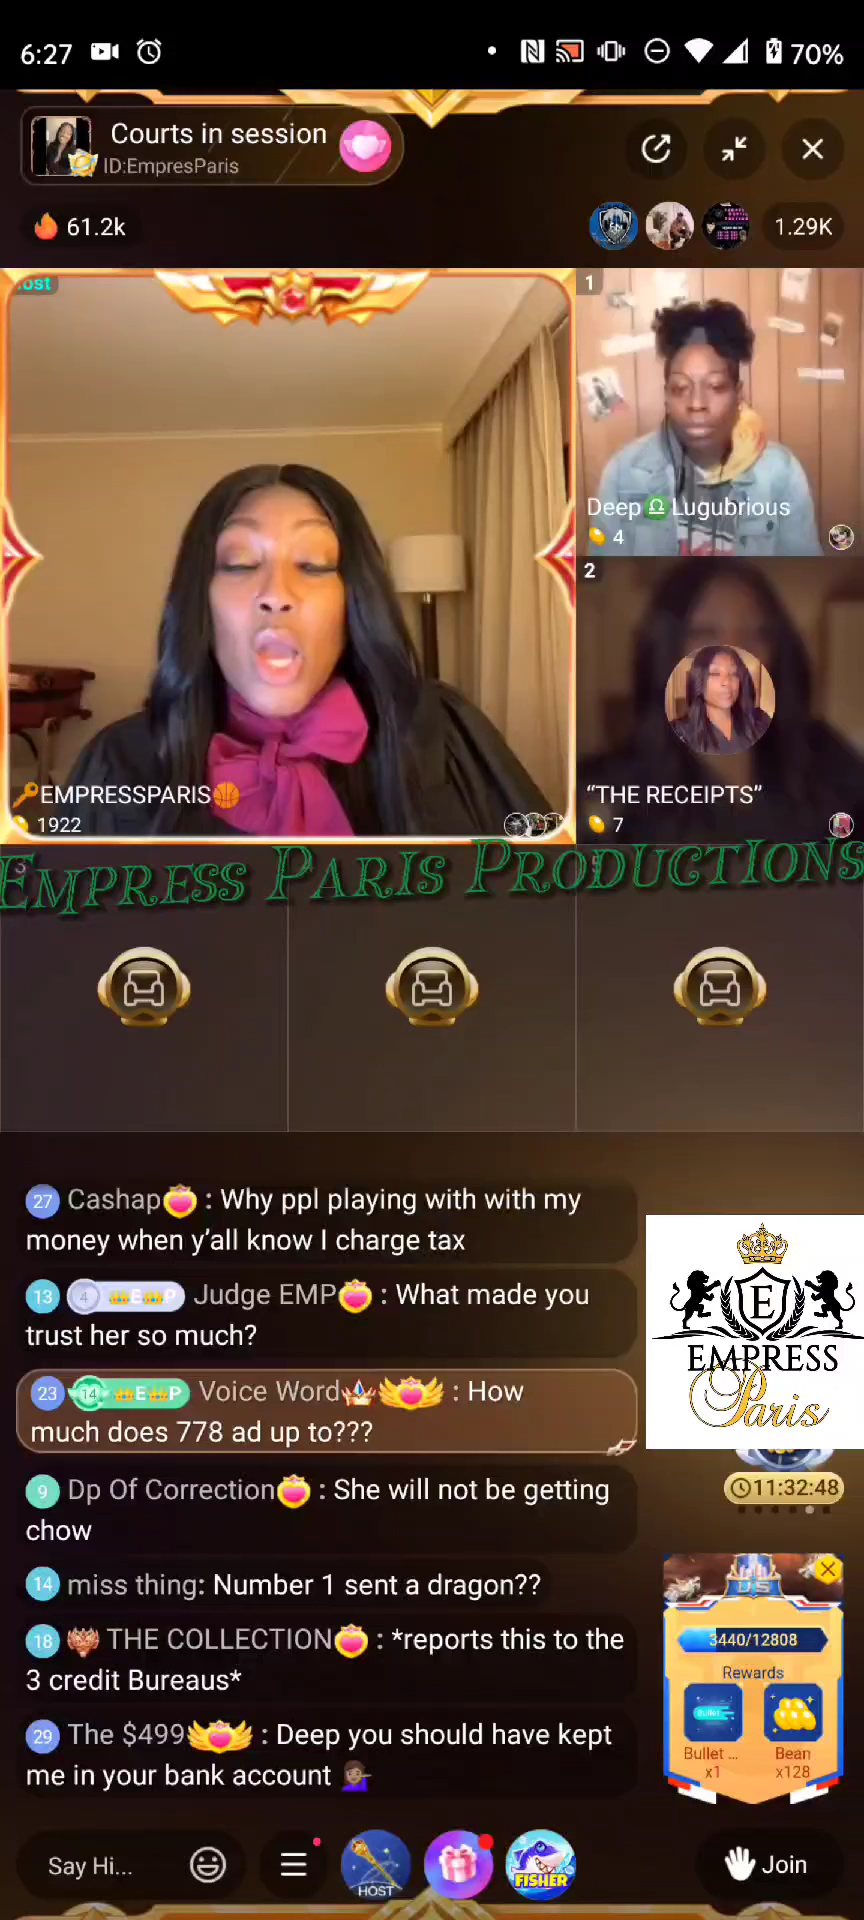 6:27
70%
Courts in session
ID:EmpresParis
61.2k
1.29K
ost
1
Deep♎Lugubrious
4
2
🔑EMPRESSPARIS🏀
1922
"THE RECEIPTS"
7
EMPRESS PARIS PRODUCTIONS
27 Cashap : Why ppl playing with with my
money when y'all know I charge tax
13 4 E P Judge EMP : What made you
trust her so much?
23 14 E P Voice Word : How
much does 778 ad up to???
9 Dp Of Correction : She will not be getting
chow
14 miss thing: Number 1 sent a dragon??
18 THE COLLECTION : *reports this to the
3 credit Bureaus*
29 The $499 : Deep you should have kept
me in your bank account 💁🏽‍♀️
E
EMPRESS
Paris
11:32:48
US
3440/12808
Rewards
Bullet
Bullet ...
x1
Bean
x128
Say Hi...
HOST
FISHER
Join